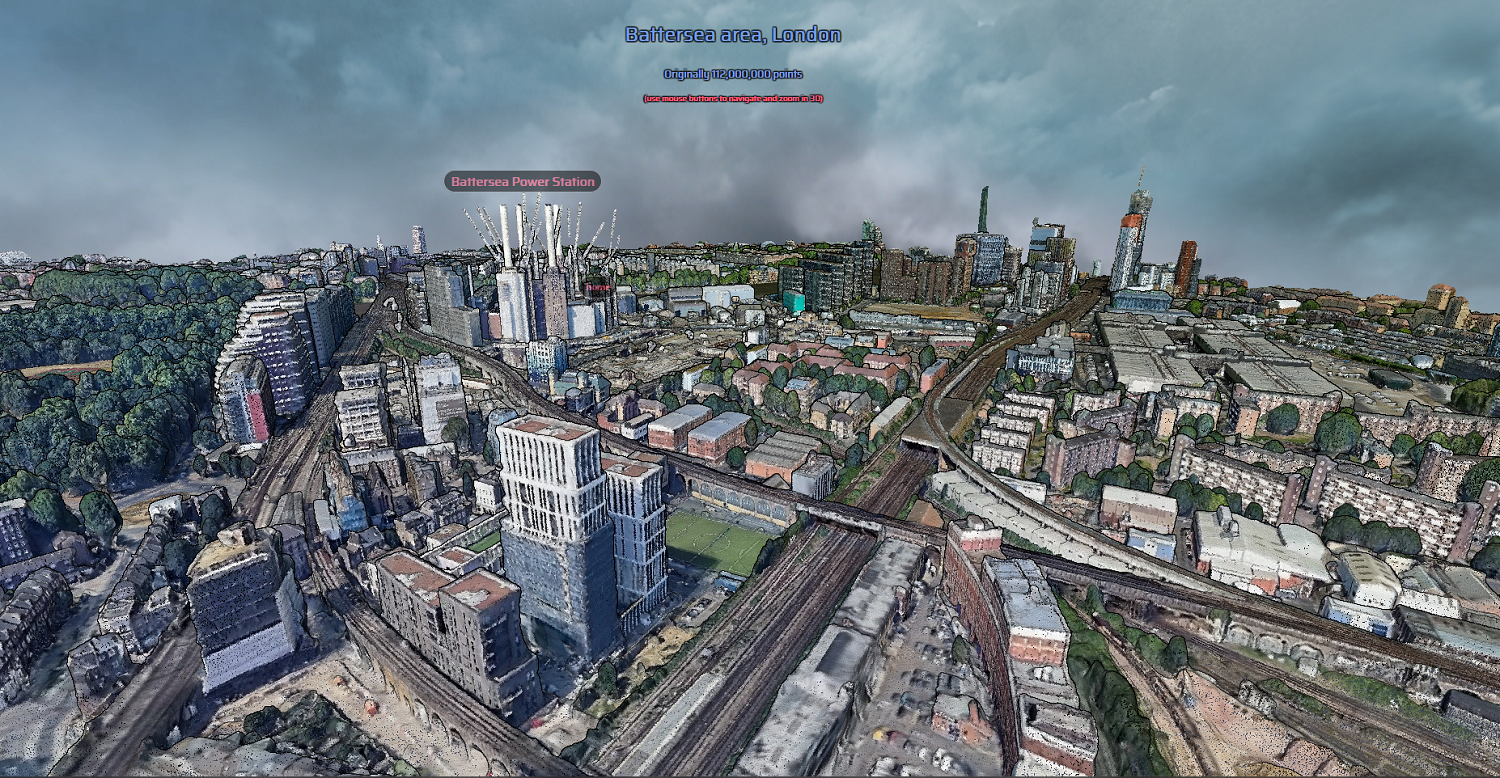 Battersea area, London
Originally 112,000,000 points
(use mouse buttons to navigate and zoom in 3D)
Battersea Power Station